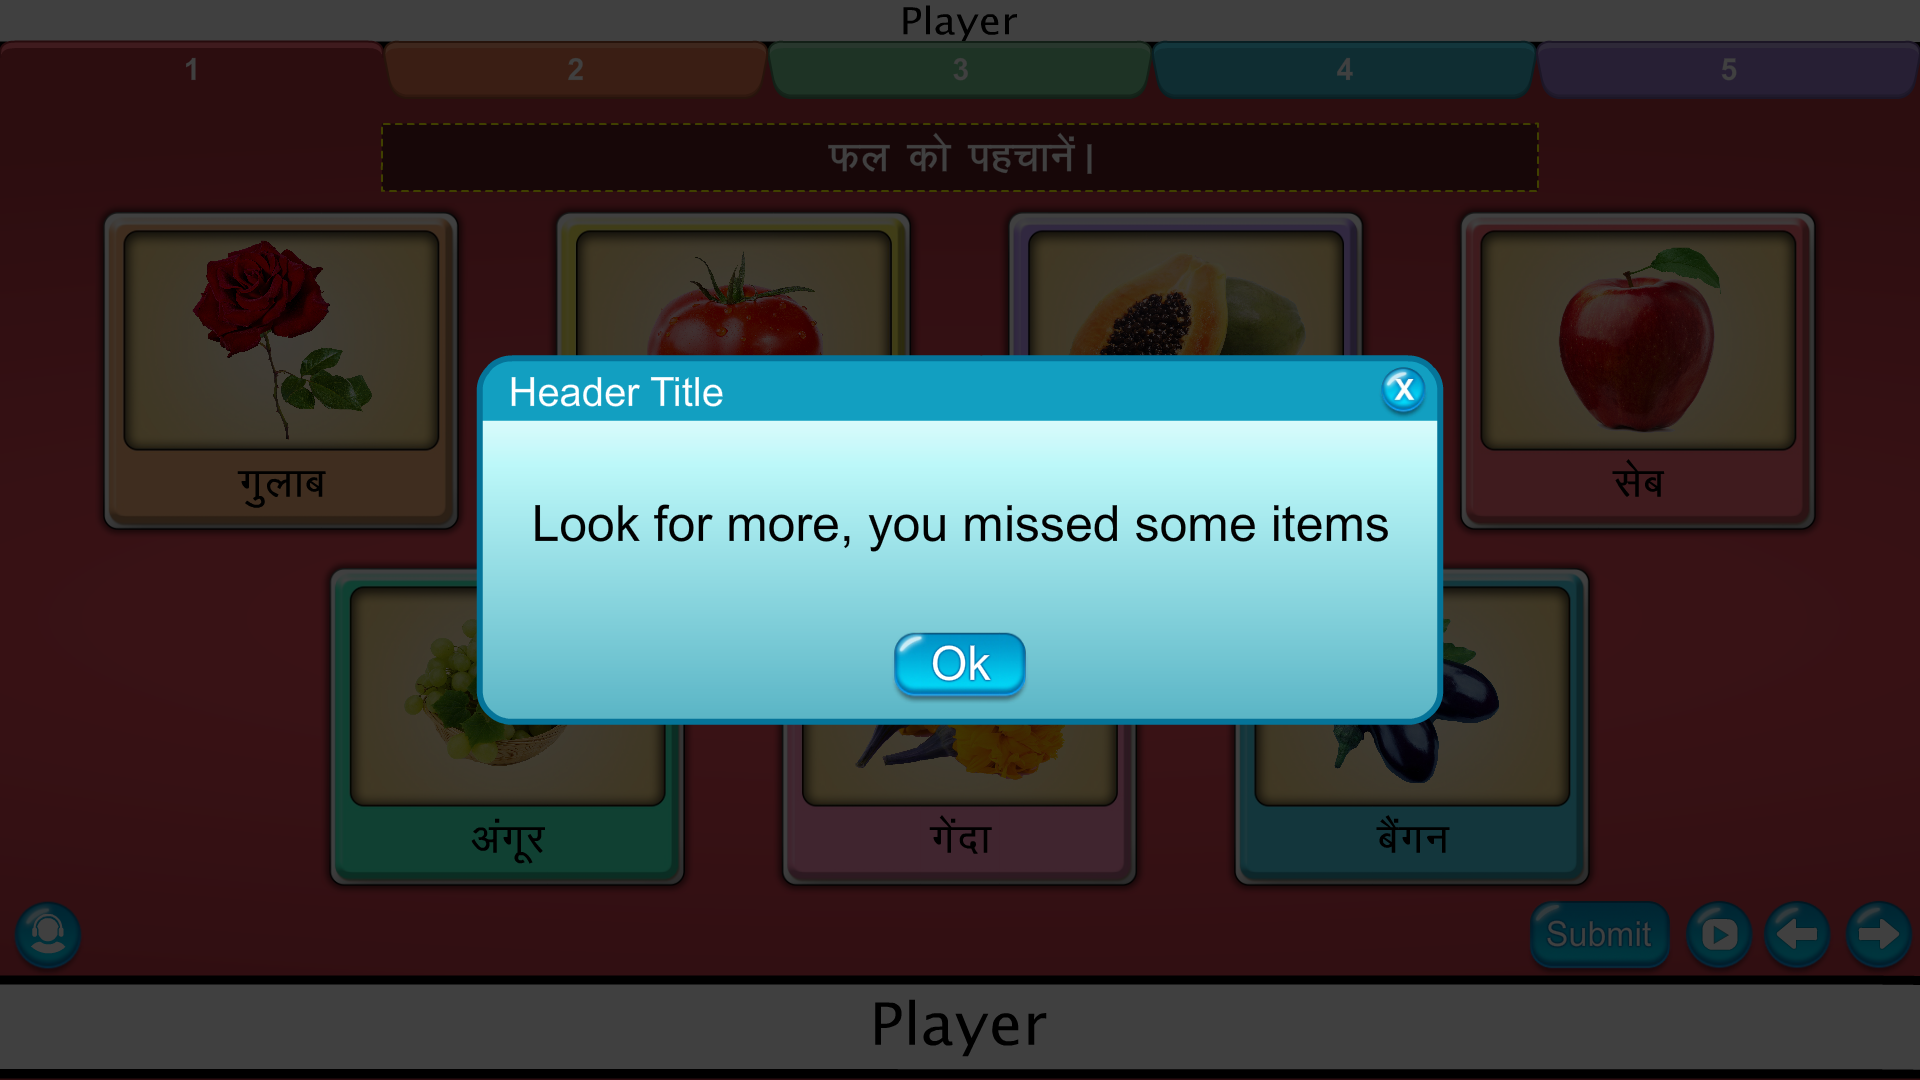 Player
1 2 3 4 5
फल को पहचानें।
Header Title X
गुलाब सेब
Look for more, you missed some items
Ok
अंगूर गेंदा बैंगन
Submit
Player